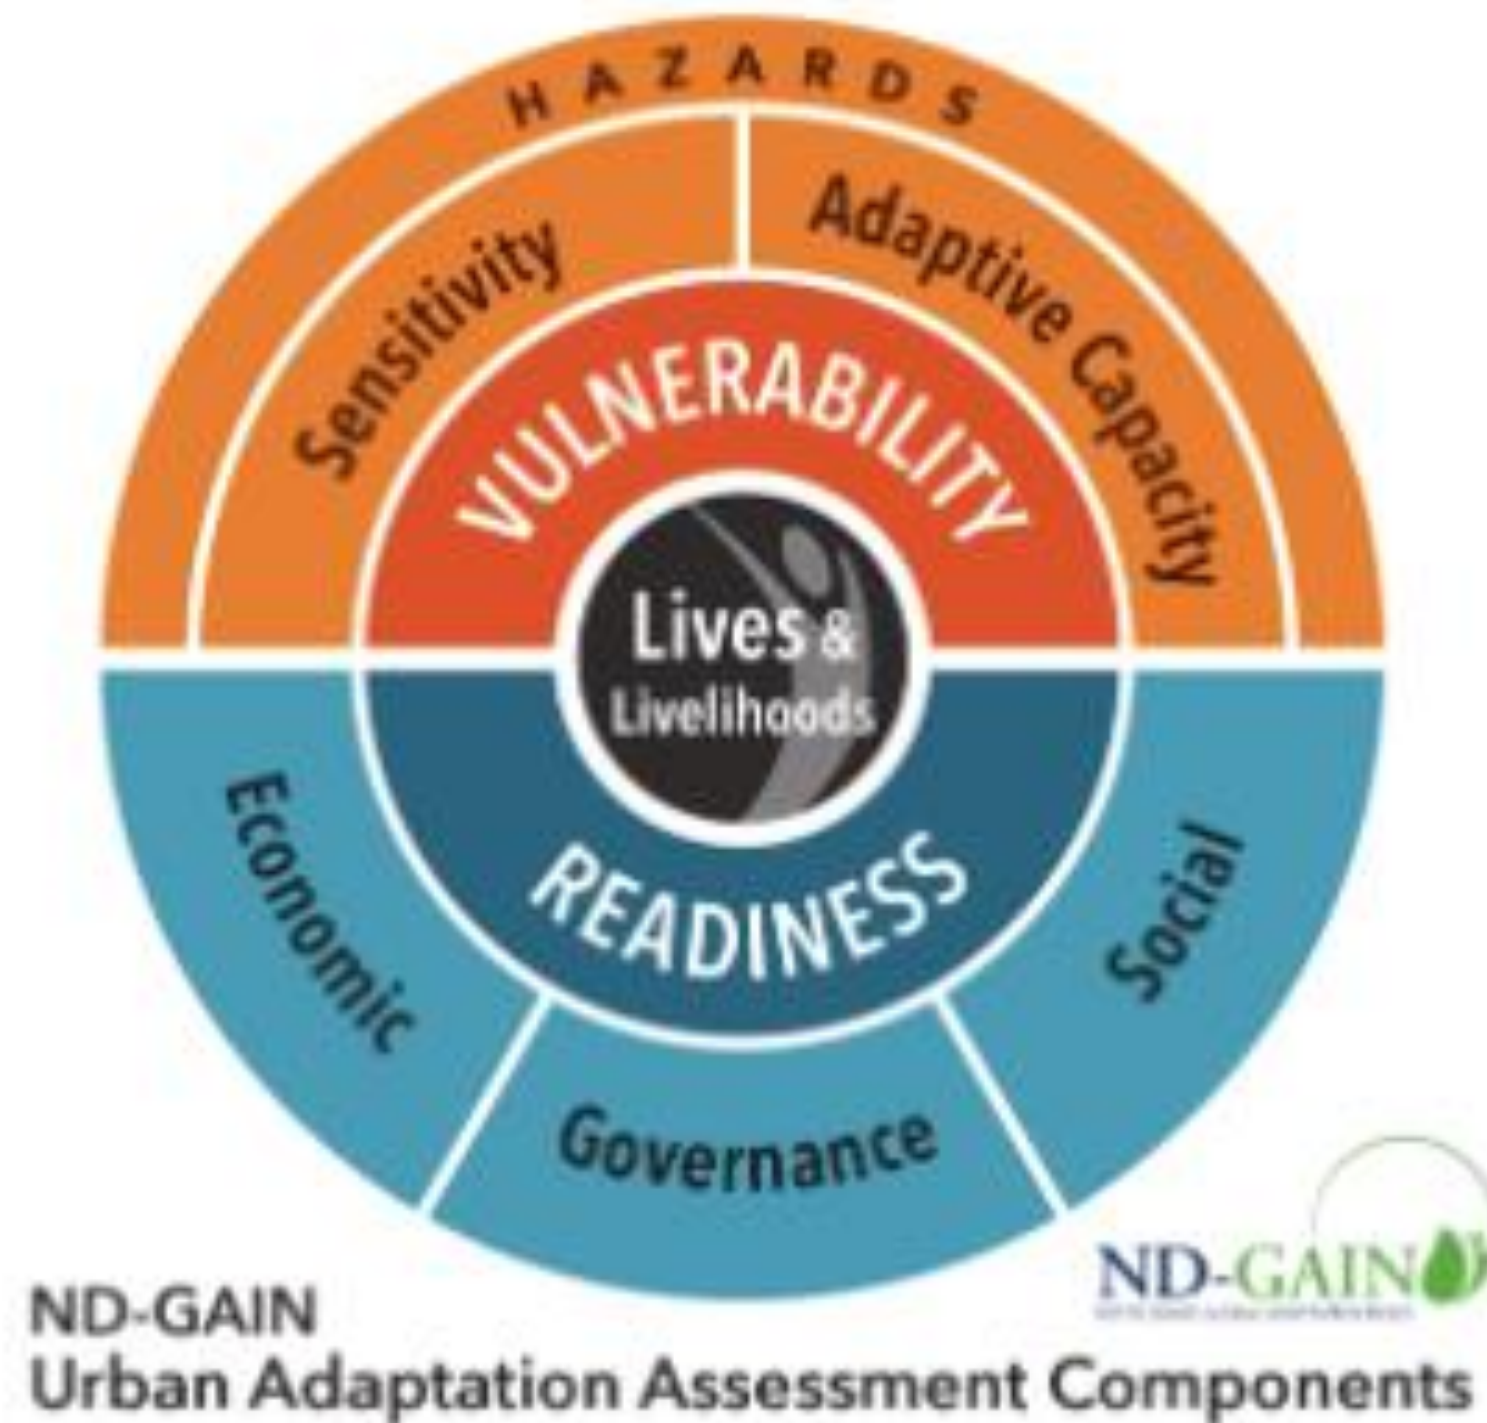 HAZARDS
Sensitivity
Adaptive Capacity
VULNERABILITY
Lives &
Livelihoods
READINESS
Economic
Governance
Social
ND-GAIN
ND-GAIN
Urban Adaptation Assessment Components